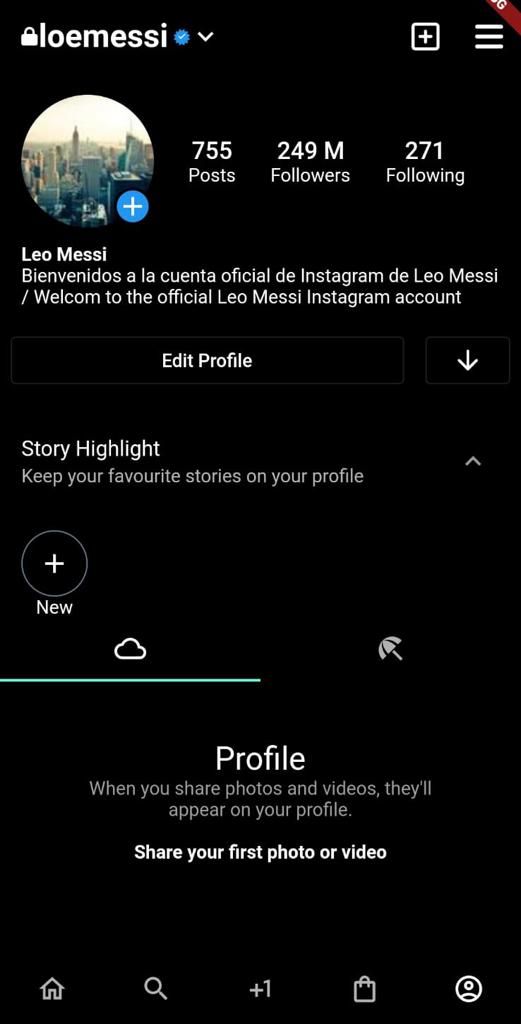 loemessi
755
249 M
271
Posts
Followers
Following
Leo Messi
Bienvenidos a la cuenta oficial de Instagram de Leo Messi
/ Welcom to the official Leo Messi Instagram account
Edit Profile
Story Highlight
Keep your favourite stories on your profile
New
Profile
When you share photos and videos, they'll
appear on your profile.
Share your first photo or video
+1